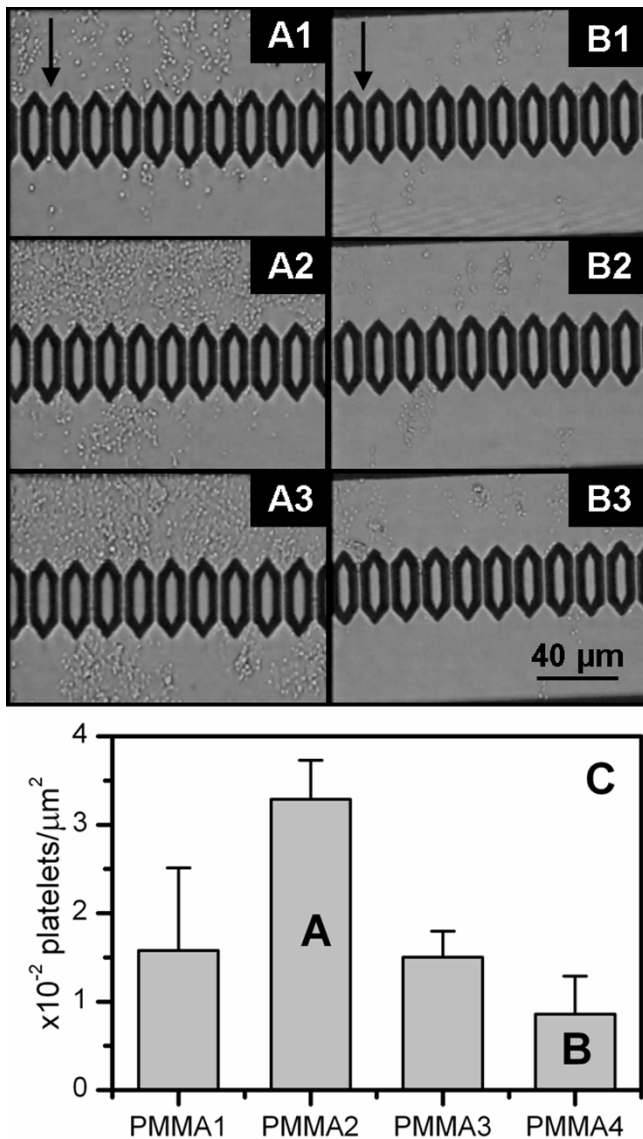 A1
B1
A2
B2
A3
B3
40 µm
C
x10⁻² platelets/µm²
4
3
2
1
0
A
B
PMMA1 PMMA2 PMMA3 PMMA4